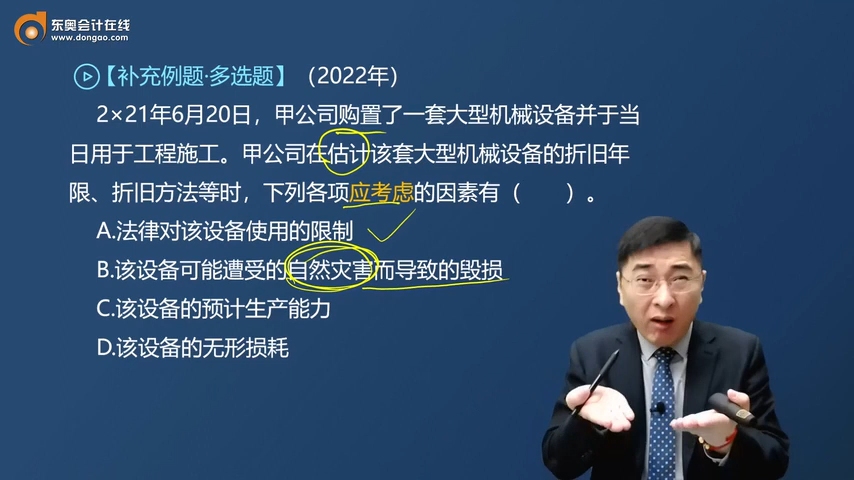 东奥会计在线
www.dongao.com
【补充例题·多选题】（2022年）
2×21年6月20日，甲公司购置了一套大型机械设备并于当
日用于工程施工。甲公司在估计该套大型机械设备的折旧年
限、折旧方法等时，下列各项应考虑的因素有（　　）。
A.法律对该设备使用的限制
B.该设备可能遭受的自然灾害而导致的毁损
C.该设备的预计生产能力
D.该设备的无形损耗